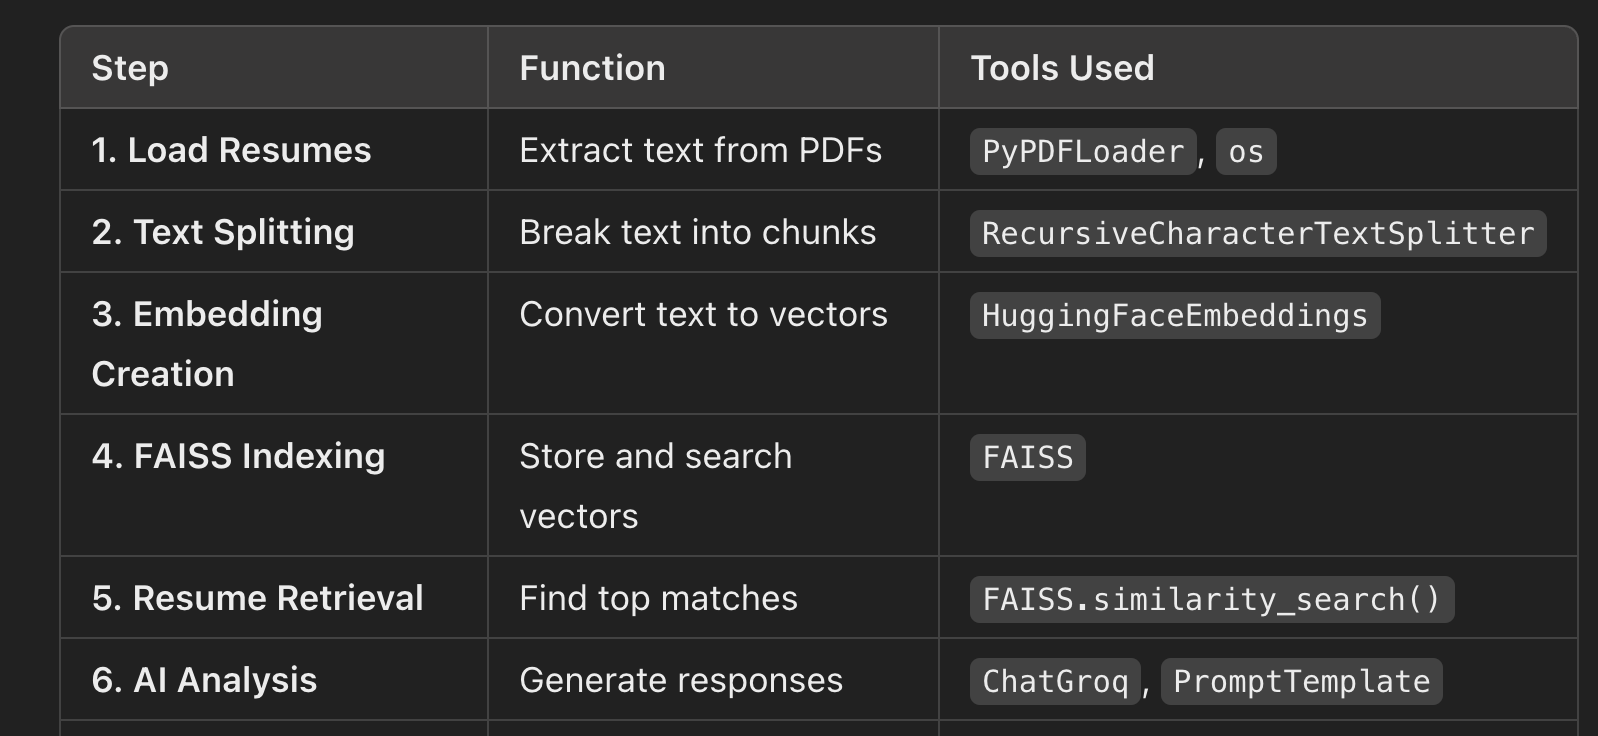 Step Function Tools Used
1. Load Resumes Extract text from PDFs PyPDFLoader, os
2. Text Splitting Break text into chunks RecursiveCharacterTextSplitter
3. Embedding Convert text to vectors HuggingFaceEmbeddings
Creation
4. FAISS Indexing Store and search FAISS
vectors
5. Resume Retrieval Find top matches FAISS.similarity_search()
6. AI Analysis Generate responses ChatGroq, PromptTemplate